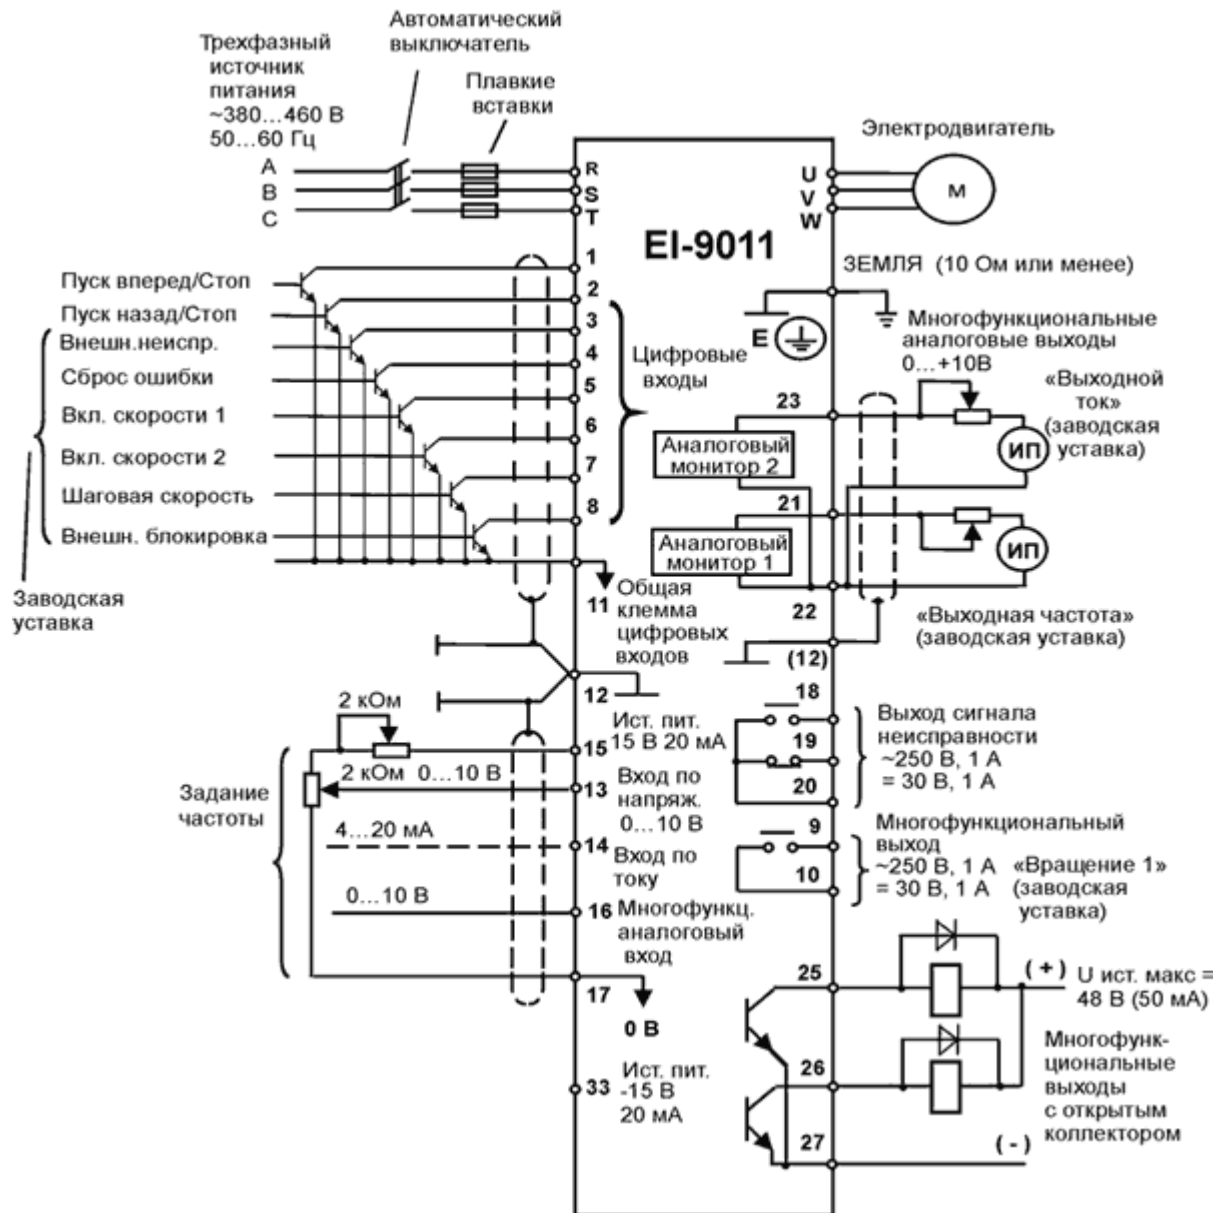 Автоматический
выключатель
Трехфазный
источник
питания
~380...460 В
50...60 Гц
Плавкие
вставки
Электродвигатель
A
B
C
R
S
T
U
V
W
М
EI-9011
ЗЕМЛЯ (10 Ом или менее)
E
Пуск вперед/Стоп
Пуск назад/Стоп
Внешн.неиспр.
Сброс ошибки
Вкл. скорости 1
Вкл. скорости 2
Шаговая скорость
Внешн. блокировка
Заводская
уставка
1
2
3
4
5
6
7
8
Цифровые
входы
11
Общая
клемма
цифровых
входов
12
Многофункциональные
аналоговые выходы
0...+10В
«Выходной
ток»
(заводская
уставка)
23
Аналоговый
монитор 2
ИП
21
Аналоговый
монитор 1
ИП
22
«Выходная частота»
(заводская уставка)
(12)
2 кОм
15
Ист. пит.
15 В 20 мА
2 кОм
0...10 В
13
Вход по
напряж.
0...10 В
Задание
частоты
4...20 мА
14
Вход по
току
0...10 В
16
Многофункц.
аналоговый
вход
17
0 В
33
Ист. пит.
-15 В
20 мА
18
19
20
Выход сигнала
неисправности
~250 В, 1 А
= 30 В, 1 А
9
10
Многофункциональный
выход
~250 В, 1 А
= 30 В, 1 А
«Вращение 1»
(заводская
уставка)
25
(+)
U ист. макс =
48 В (50 мА)
26
Многофунк-
циональные
выходы
с открытым
коллектором
27
(-)